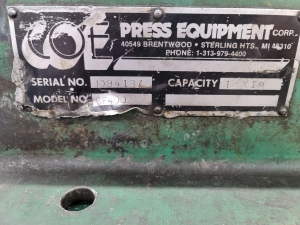 COE PRESS EQUIPMENT CORP.
40549 BRENTWOOD • STERLING HTS., MI 48310
PHONE: 1-313-979-4400
SERIAL NO. D94134 CAPACITY
MODEL NO.